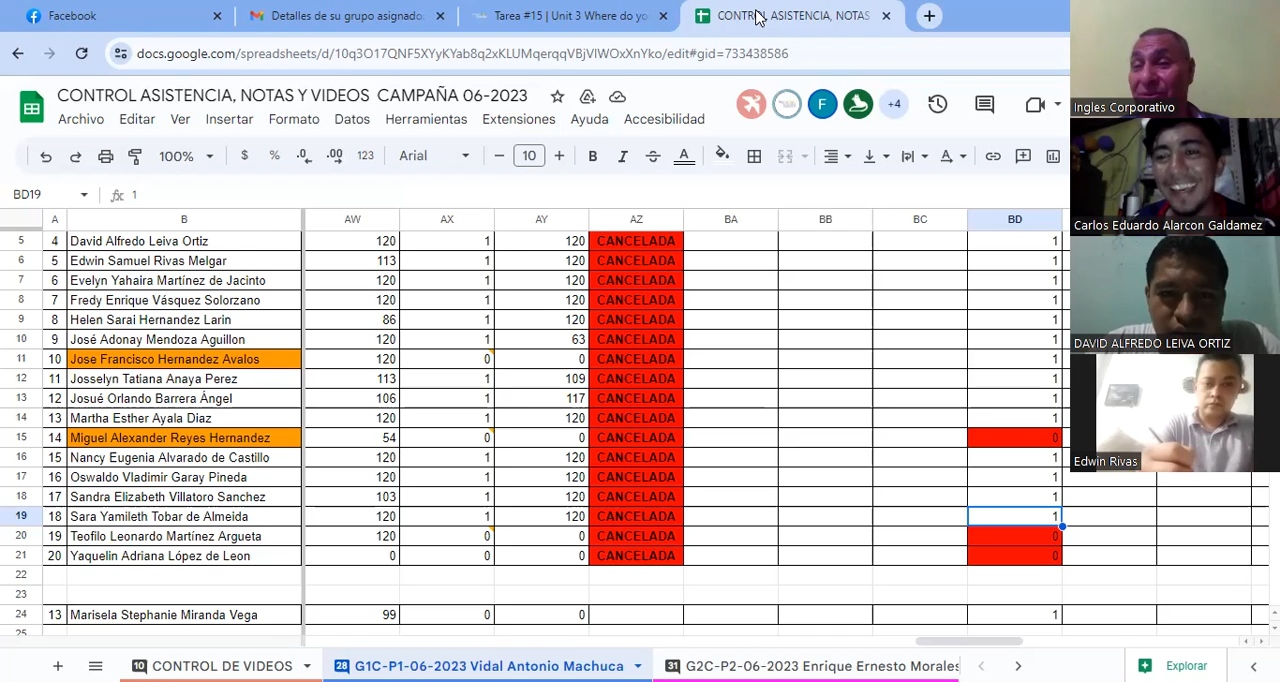 Facebook Detalles de su grupo asignado Tarea #15 | Unit 3 Where do yo CONTROL ASISTENCIA, NOTAS
docs.google.com/spreadsheets/d/10q3O17QNF5XYyKYab8q2xKLUMqerqqVBjVIWOxXnYko/edit#gid=733438586
CONTROL ASISTENCIA, NOTAS Y VIDEOS CAMPAÑA 06-2023
+4
Archivo Editar Ver Insertar Formato Datos Herramientas Extensiones Ayuda Accesibilidad
100% $ % .0 .00 123 Arial 10 B I S A
BD19 fx 1
A B AW AX AY AZ BA BB BC BD
5 4 David Alfredo Leiva Ortiz 120 1 120 CANCELADA 1
6 5 Edwin Samuel Rivas Melgar 113 1 120 CANCELADA 1
7 6 Evelyn Yahaira Martínez de Jacinto 120 1 120 CANCELADA 1
8 7 Fredy Enrique Vásquez Solorzano 120 1 120 CANCELADA 1
9 8 Helen Sarai Hernandez Larin 86 1 120 CANCELADA 1
10 9 José Adonay Mendoza Aguillon 120 1 63 CANCELADA 1
11 10 Jose Francisco Hernandez Avalos 120 0 0 CANCELADA 1
12 11 Josselyn Tatiana Anaya Perez 113 1 109 CANCELADA 1
13 12 Josué Orlando Barrera Ángel 106 1 117 CANCELADA 1
14 13 Martha Esther Ayala Diaz 120 1 120 CANCELADA 1
15 14 Miguel Alexander Reyes Hernandez 54 0 0 CANCELADA 0
16 15 Nancy Eugenia Alvarado de Castillo 120 1 120 CANCELADA 1
17 16 Oswaldo Vladimir Garay Pineda 120 1 120 CANCELADA 1
18 17 Sandra Elizabeth Villatoro Sanchez 103 1 120 CANCELADA 1
19 18 Sara Yamileth Tobar de Almeida 120 1 120 CANCELADA 1
20 19 Teofilo Leonardo Martínez Argueta 120 0 0 CANCELADA 0
21 20 Yaquelin Adriana López de Leon 0 0 0 CANCELADA 0
22
23
24 13 Marisela Stephanie Miranda Vega 99 0 0 1
25
10 CONTROL DE VIDEOS 28 G1C-P1-06-2023 Vidal Antonio Machuca 31 G2C-P2-06-2023 Enrique Ernesto Morales Explorar
Ingles Corporativo
Carlos Eduardo Alarcon Galdamez
DAVID ALFREDO LEIVA ORTIZ
Edwin Rivas